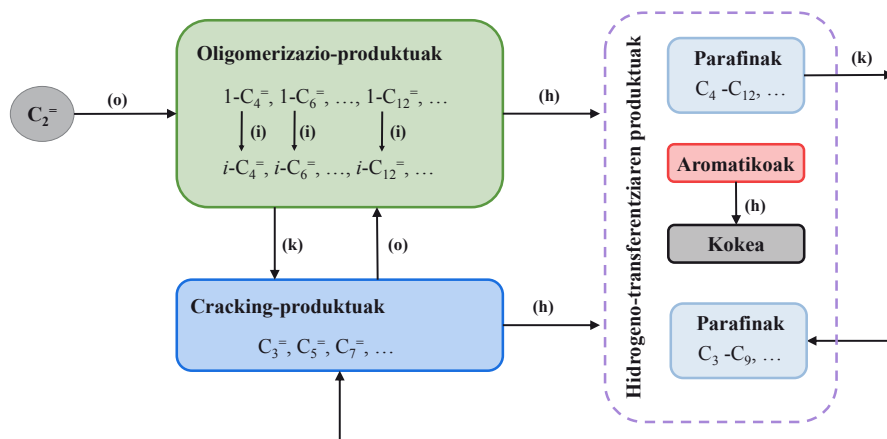 C₂⁼
(o)
Oligomerizazio-produktuak
1-C₄⁼, 1-C₆⁼, …, 1-C₁₂⁼, …
(i) (i) (i)
i-C₄⁼, i-C₆⁼, …, i-C₁₂⁼, …
(h)
(k) (o)
Cracking-produktuak
C₃⁼, C₅⁼, C₇⁼, …
(h)
Hidrogeno-transferentziaren produktuak
Parafinak
C₄ -C₁₂, …
(k)
Aromatikoak
(h)
Kokea
Parafinak
C₃ -C₉, …